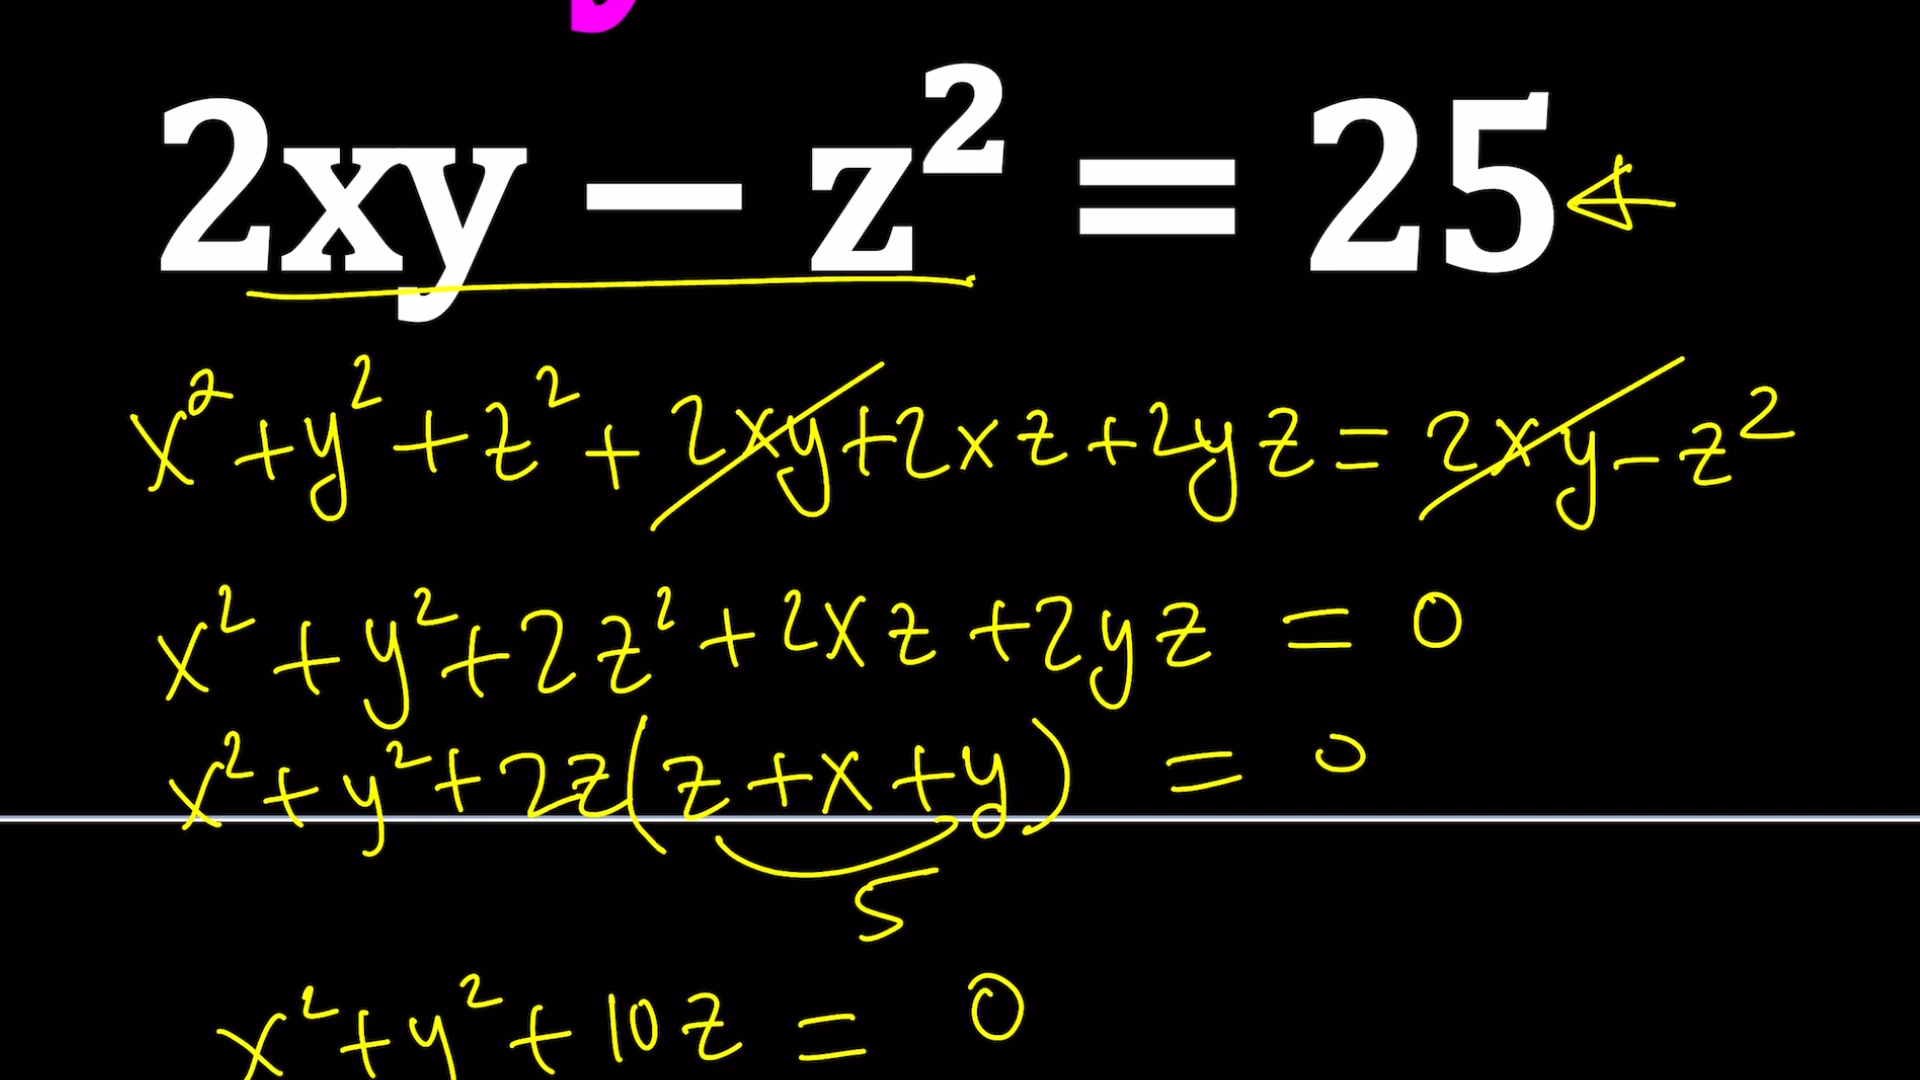 2xy − z² = 25
x² + y² + z² + 2xy + 2xz + 2yz = 2xy − z²
x² + y² + 2z² + 2xz + 2yz = 0
x² + y² + 2z(z + x + y) = 0
5
x² + y² + 10z = 0